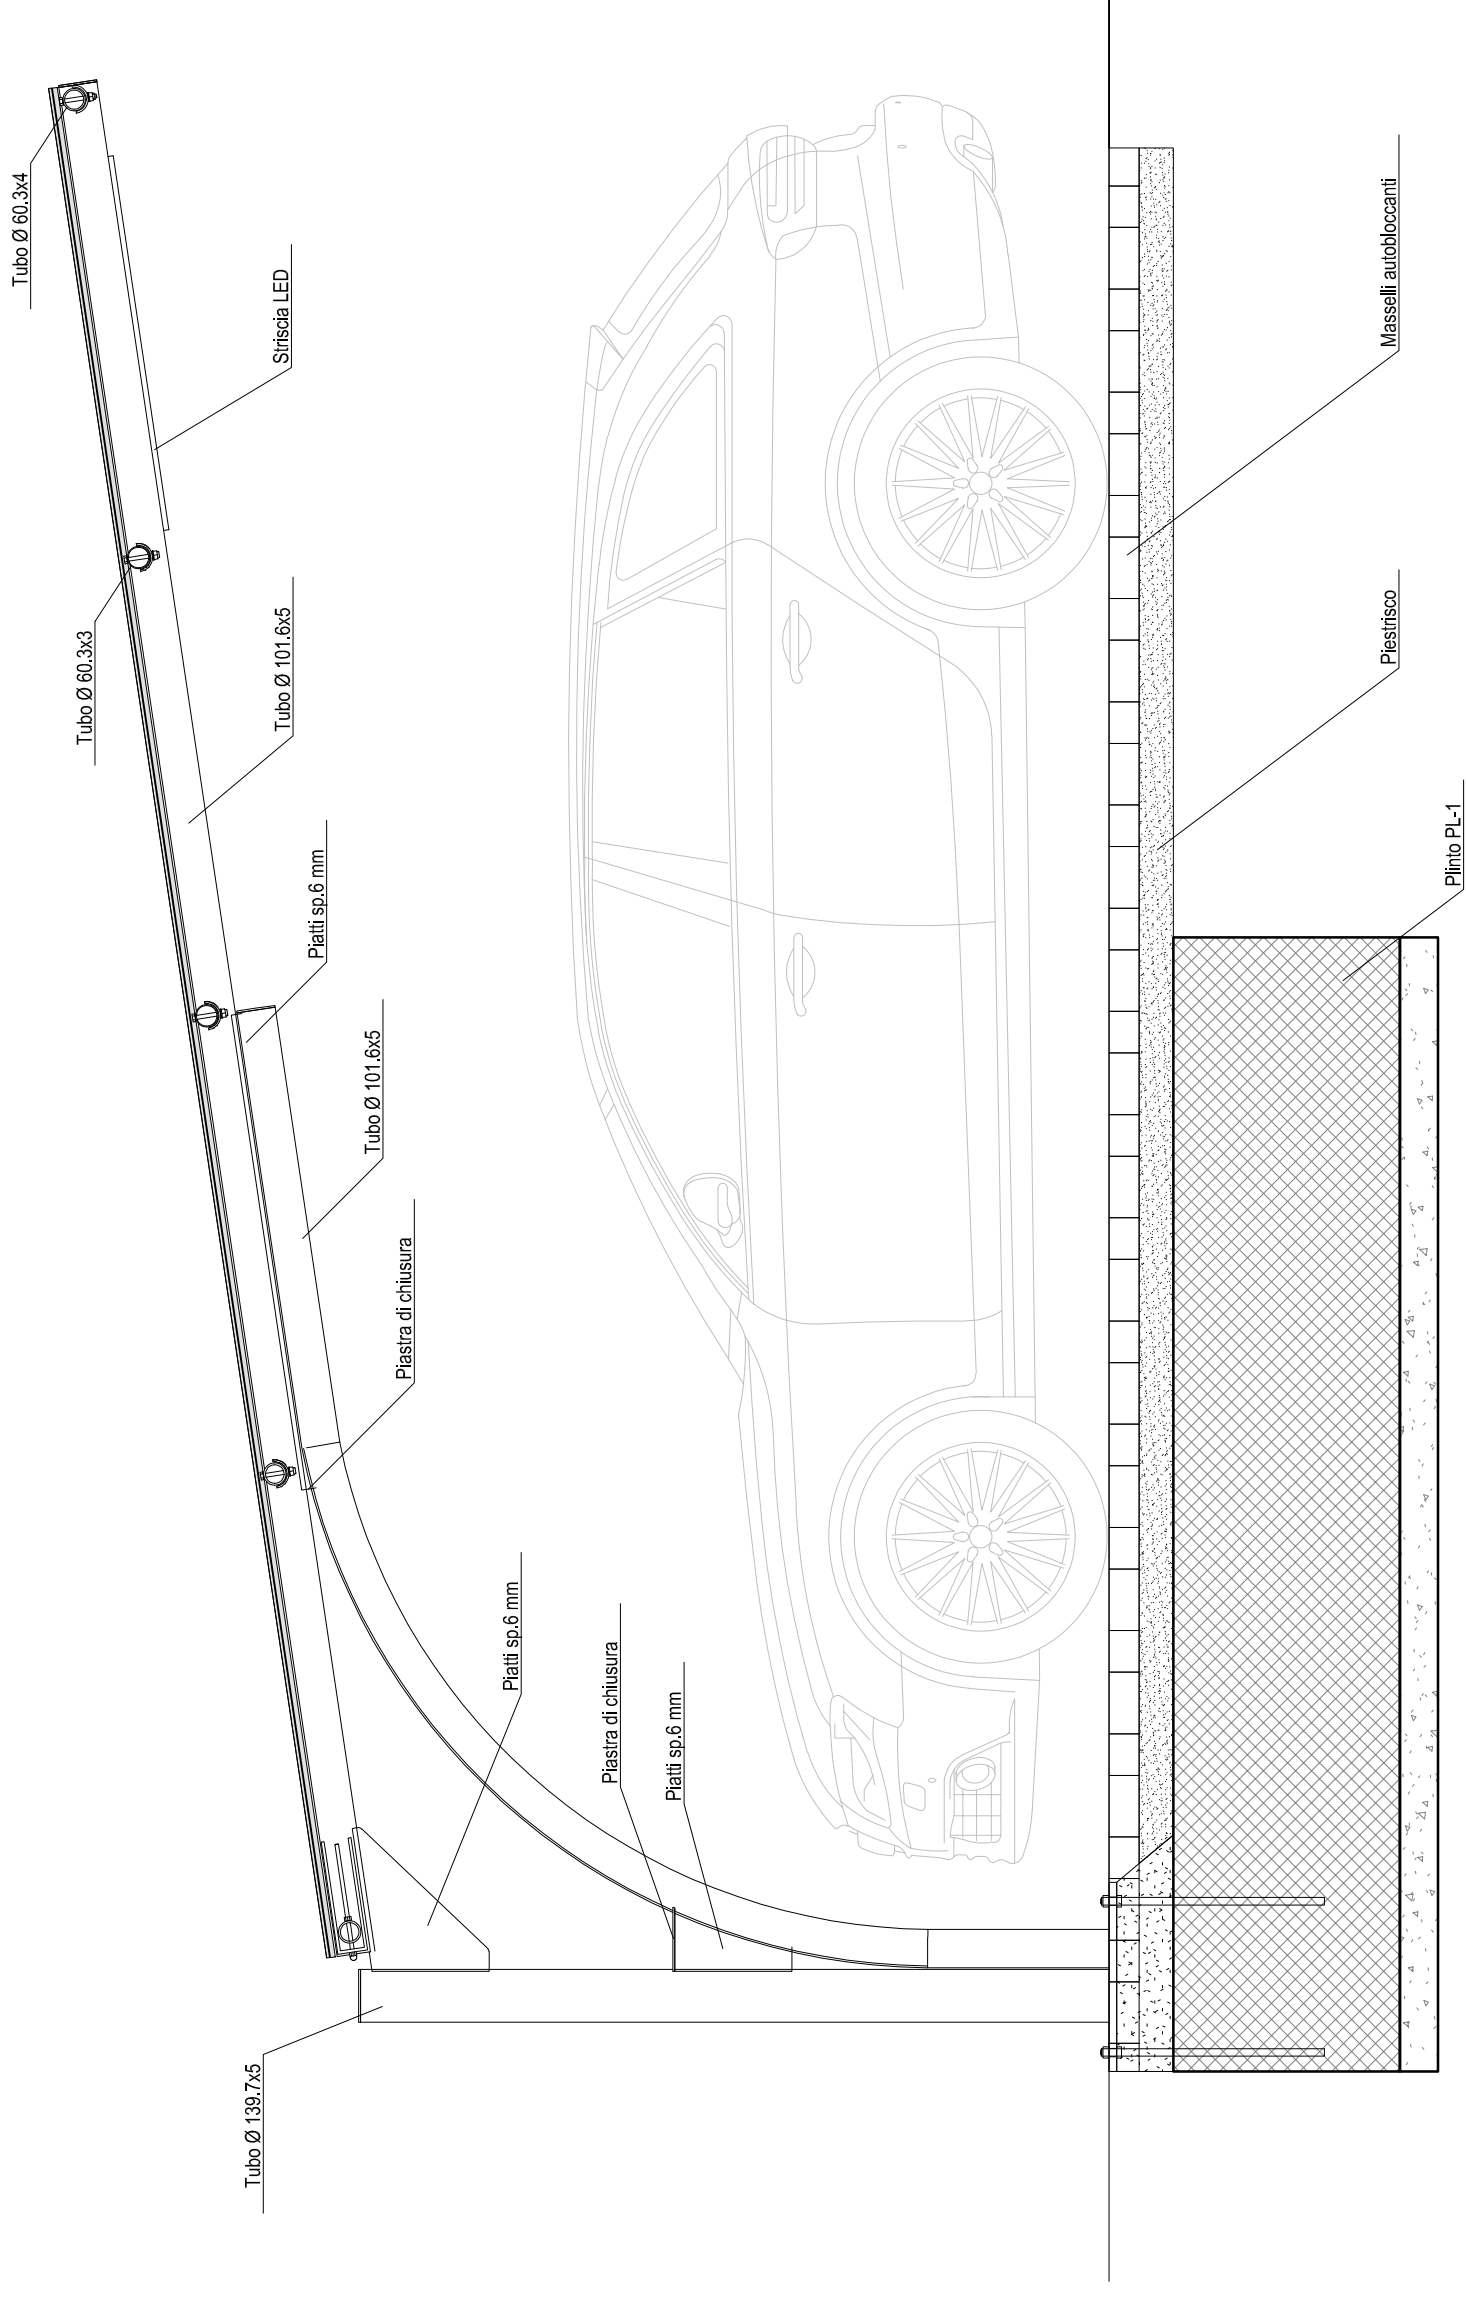 Tubo Ø 139.7x5
Piatti sp.6 mm
Piastra di chiusura
Piatti sp.6 mm
Piastra di chiusura
Tubo Ø 101.6x5
Piatti sp.6 mm
Tubo Ø 101.6x5
Tubo Ø 60.3x3
Striscia LED
Tubo Ø 60.3x4
Plinto PL-1
Piestrisco
Masselli autobloccanti